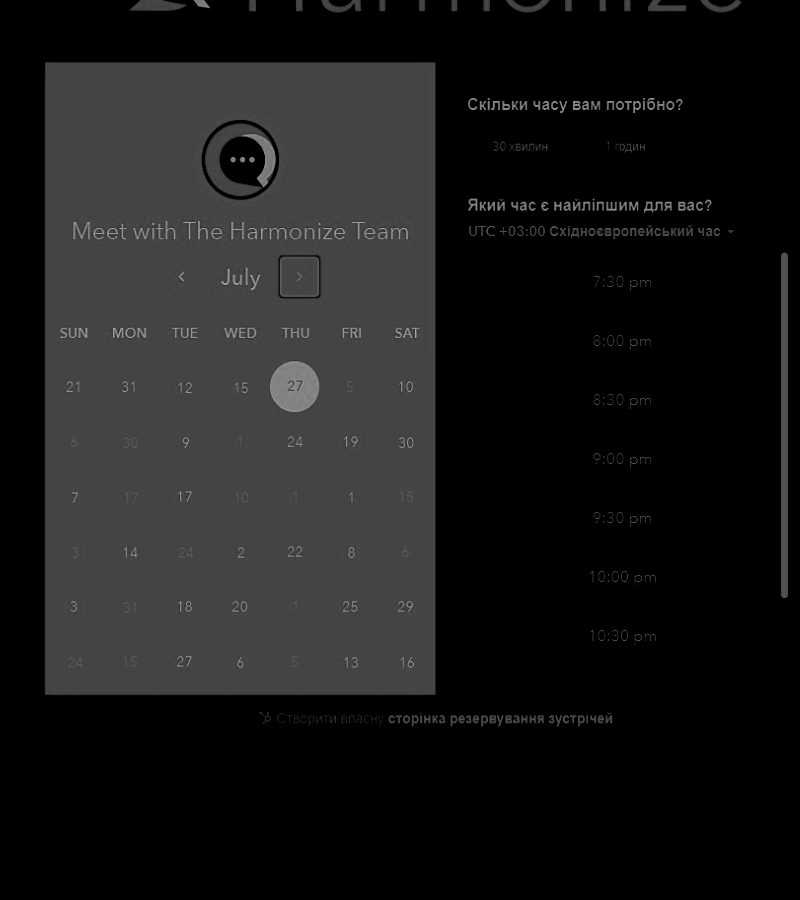 Harmonize
Meet with The Harmonize Team
July
SUN MON TUE WED THU FRI SAT
21 31 12 15 27 5 10
6 30 9 1 24 19 30
7 17 17 10 1 1 15
3 14 24 2 22 8 6
3 31 18 20 1 25 29
24 15 27 6 5 13 16
Скільки часу вам потрібно?
30 хвилин 1 годин
Який час є найліпшим для вас?
UTC +03:00 Східноєвропейський час
7:30 pm
8:00 pm
8:30 pm
9:00 pm
9:30 pm
10:00 pm
10:30 pm
Створити власну сторінка резервування зустрічей